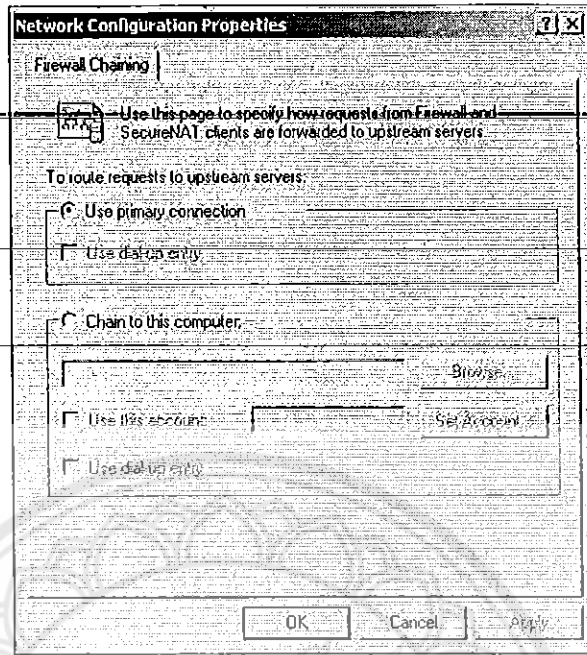 Network Configuration Properties
Firewall Chaining
Use this page to specify how requests from Firewall and
SecureNAT clients are forwarded to upstream servers
To route requests to upstream servers:
Use primary connection
Use dial-up entry
Chain to this computer:
Browse...
Use this account:
Set Account...
Use dial-up entry
OK
Cancel
Apply